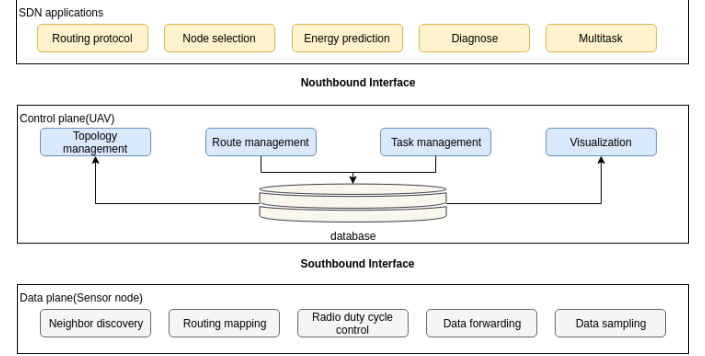 SDN applications
Routing protocol
Node selection
Energy prediction
Diagnose
Multitask
Nouthbound Interface
Control plane(UAV)
Topology
management
Route management
Task management
Visualization
database
Southbound Interface
Data plane(Sensor node)
Neighbor discovery
Routing mapping
Radio duty cycle
control
Data forwarding
Data sampling